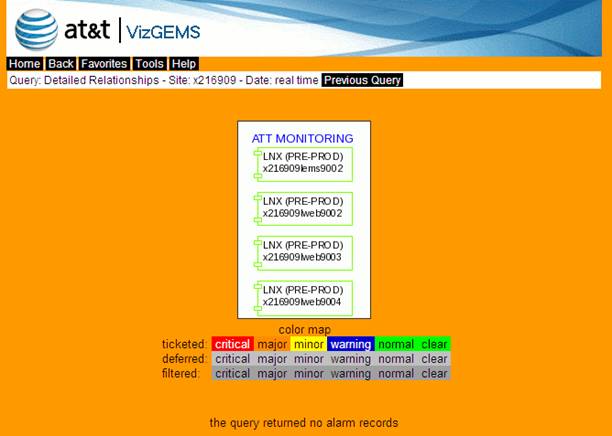 at&t VizGEMS
Home Back Favorites Tools Help
Query: Detailed Relationships - Site: x216909 - Date: real time Previous Query
ATT MONITORING
LNX (PRE-PROD)
x216909lems9002
LNX (PRE-PROD)
x216909lweb9002
LNX (PRE-PROD)
x216909lweb9003
LNX (PRE-PROD)
x216909lweb9004
color map
ticketed: critical major minor warning normal clear
deferred: critical major minor warning normal clear
filtered: critical major minor warning normal clear
the query returned no alarm records